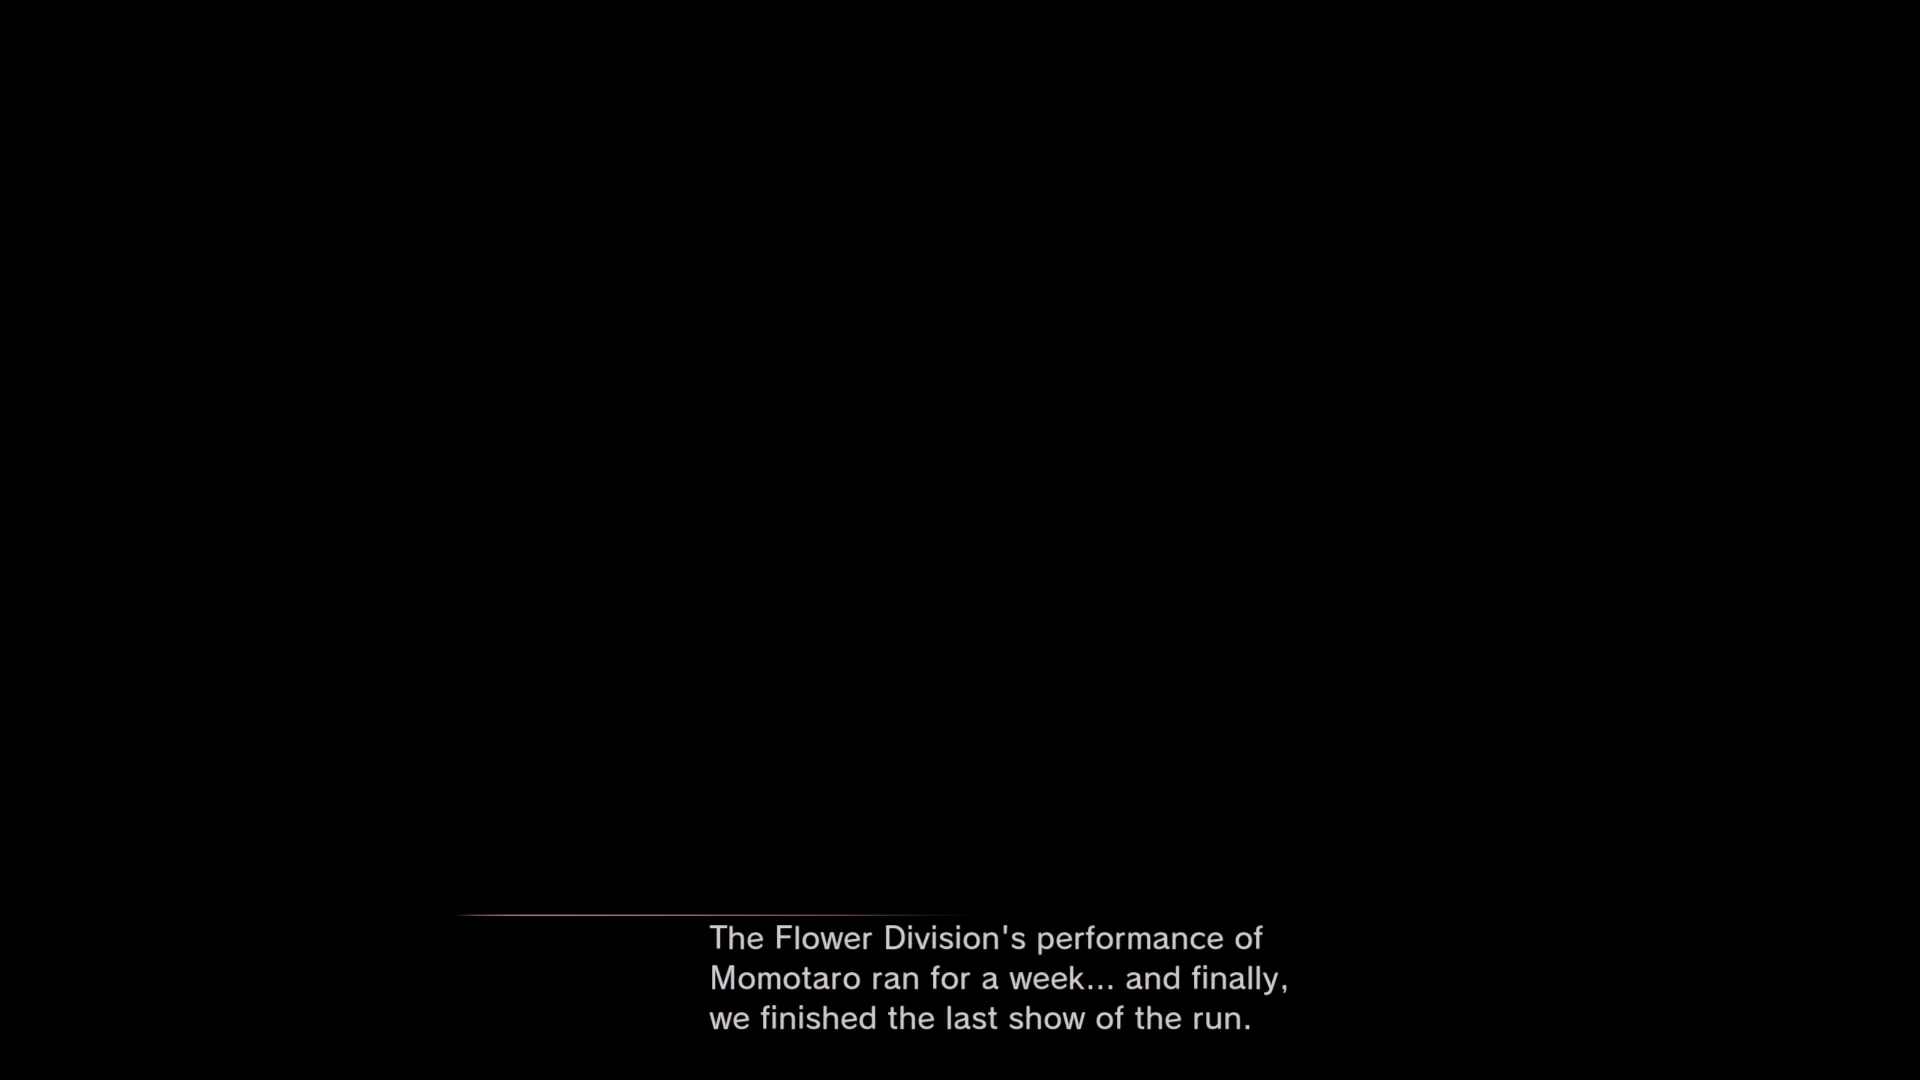 The Flower Division's performance of
Momotaro ran for a week... and finally,
we finished the last show of the run.